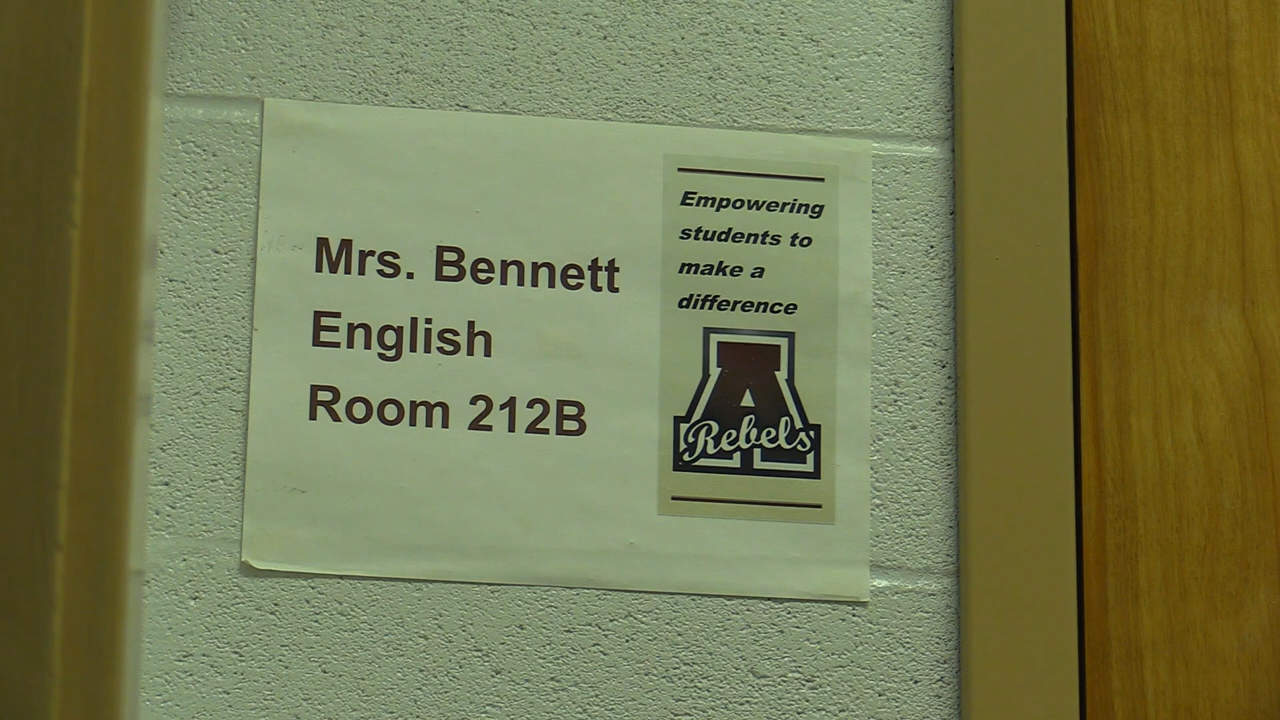 Mrs. Bennett
English
Room 212B
Empowering
students to
make a
difference
A
Rebels